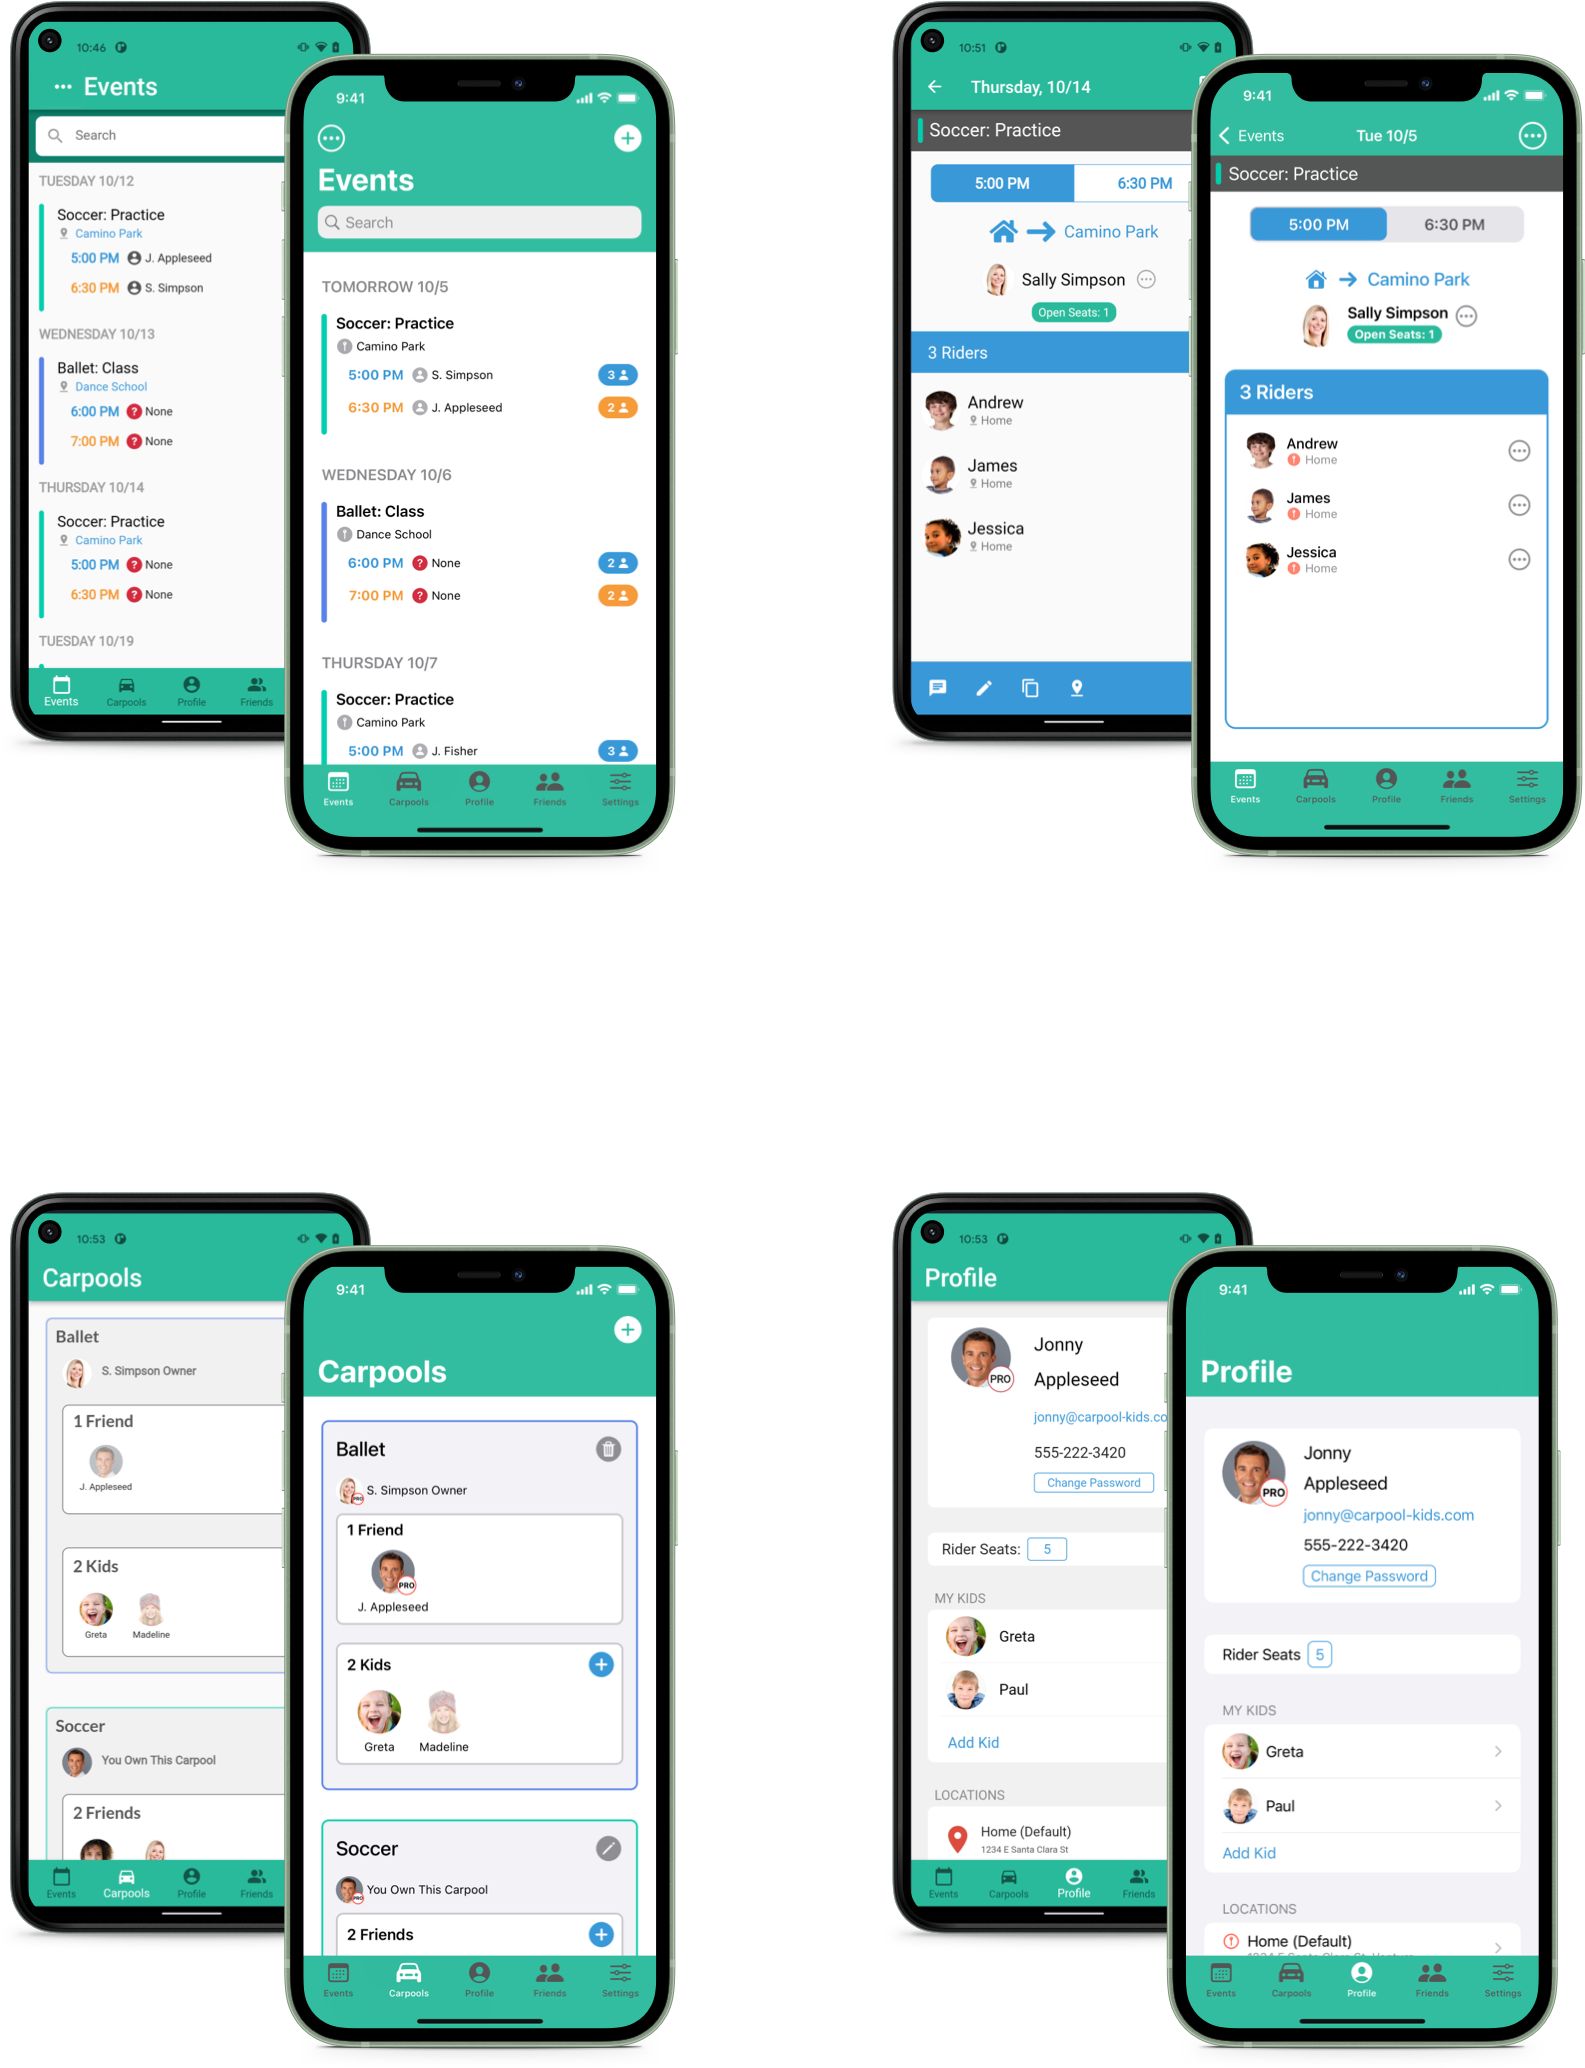 10:46
Events
Search
TUESDAY 10/12
Soccer: Practice
Camino Park
5:00 PM J. Appleseed
6:30 PM S. Simpson
WEDNESDAY 10/13
Ballet: Class
Dance School
6:00 PM ? None
7:00 PM ? None
THURSDAY 10/14
Soccer: Practice
Camino Park
5:00 PM ? None
6:30 PM ? None
TUESDAY 10/19
Events Carpools Profile Friends
9:41
Events
Search
TOMORROW 10/5
Soccer: Practice
Camino Park
5:00 PM S. Simpson 3
6:30 PM J. Appleseed 2
WEDNESDAY 10/6
Ballet: Class
Dance School
6:00 PM ? None 2
7:00 PM ? None 2
THURSDAY 10/7
Soccer: Practice
Camino Park
5:00 PM J. Fisher 3
Events Carpools Profile Friends Settings
10:51
Thursday, 10/14
Soccer: Practice
5:00 PM 6:30 PM
Camino Park
Sally Simpson
Open Seats: 1
3 Riders
Andrew
Home
James
Home
Jessica
Home
9:41
Events Tue 10/5
Soccer: Practice
5:00 PM 6:30 PM
Camino Park
Sally Simpson
Open Seats: 1
3 Riders
Andrew
Home
James
Home
Jessica
Home
Events Carpools Profile Friends Settings
10:53
Carpools
Ballet
S. Simpson Owner
1 Friend
J. Appleseed
2 Kids
Greta Madeline
Soccer
You Own This Carpool
2 Friends
Events Carpools Profile Friends
9:41
Carpools
Ballet
PRO S. Simpson Owner
1 Friend
PRO
J. Appleseed
2 Kids
Greta Madeline
Soccer
PRO You Own This Carpool
2 Friends
Events Carpools Profile Friends Settings
10:53
Profile
Jonny
PRO Appleseed
jonny@carpool-kids.co
555-222-3420
Change Password
Rider Seats: 5
MY KIDS
Greta
Paul
Add Kid
LOCATIONS
Home (Default)
1234 E Santa Clara St
Events Carpools Profile Friends
9:41
Profile
Jonny
PRO Appleseed
jonny@carpool-kids.com
555-222-3420
Change Password
Rider Seats 5
MY KIDS
Greta
Paul
Add Kid
LOCATIONS
Home (Default)
Events Carpools Profile Friends Settings